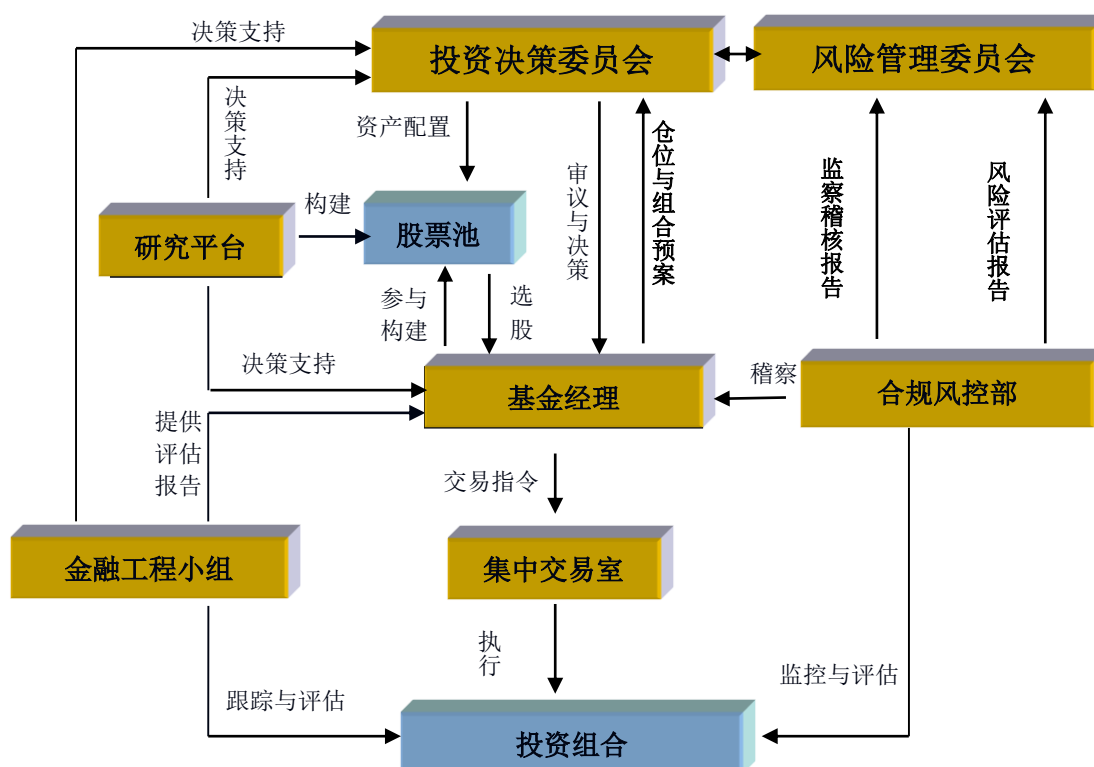 决策支持
投资决策委员会
风险管理委员会
决策支持
资产配置
审议与决策
仓位与组合预案
监察稽核报告
风险评估报告
研究平台
构建
股票池
参与
构建
选股
决策支持
基金经理
稽察
合规风控部
提供
评估
报告
交易指令
金融工程小组
集中交易室
执行
跟踪与评估
监控与评估
投资组合